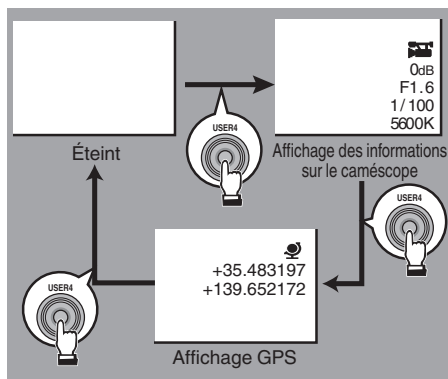 0dB
F1.6
1/100
5600K
USER4
Éteint
Affichage des informations
sur le caméscope
USER4
+35.483197
+139.652172
USER4
Affichage GPS